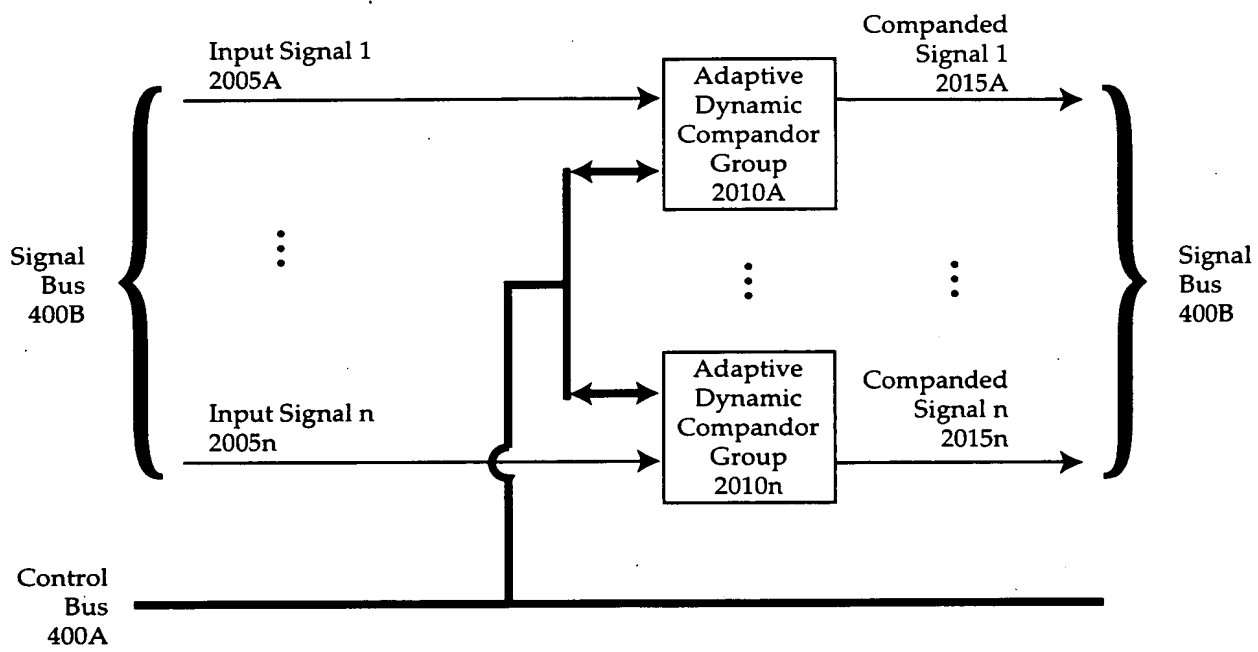 Input Signal 1
2005A
Adaptive
Dynamic
Compandor
Group
2010A
Companded
Signal 1
2015A
Signal
Bus
400B
Signal
Bus
400B
Input Signal n
2005n
Adaptive
Dynamic
Compandor
Group
2010n
Companded
Signal n
2015n
Control
Bus
400A